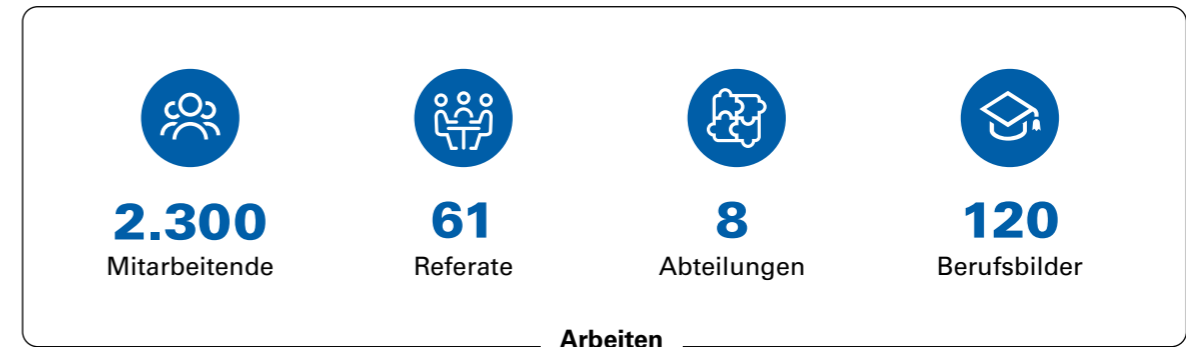 2.300
Mitarbeitende
61
Referate
8
Abteilungen
120
Berufsbilder
Arbeiten